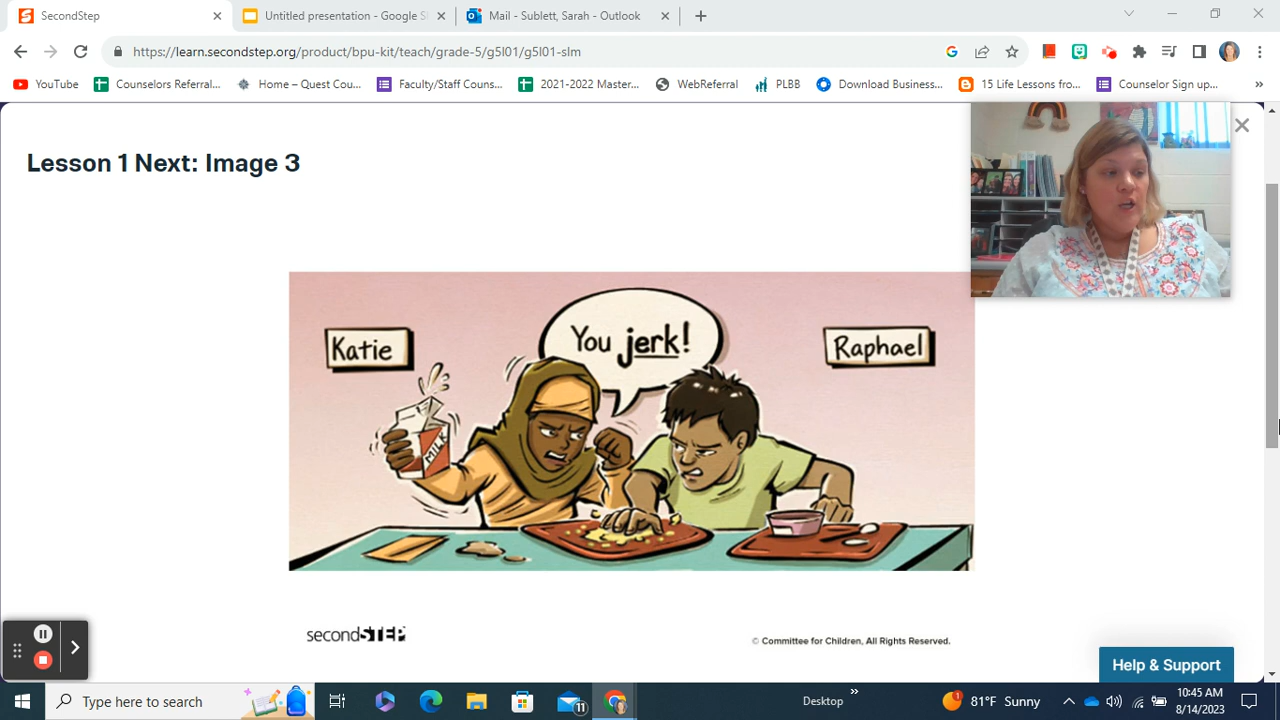 SecondStep
Untitled presentation - Google Sl
Mail - Sublett, Sarah - Outlook
https://learn.secondstep.org/product/bpu-kit/teach/grade-5/g5l01/g5l01-slm
YouTube
Counselors Referral...
Home – Quest Cou...
Faculty/Staff Couns...
2021-2022 Master...
WebReferral
PLBB
Download Business...
15 Life Lessons fro...
Counselor Sign up...
»
Lesson 1 Next: Image 3
You jerk!
Katie
Raphael
MILK
secondSTEP
© Committee for Children, All Rights Reserved.
Help & Support
Type here to search
11
Desktop
»
1
81°F Sunny
10:45 AM
8/14/2023